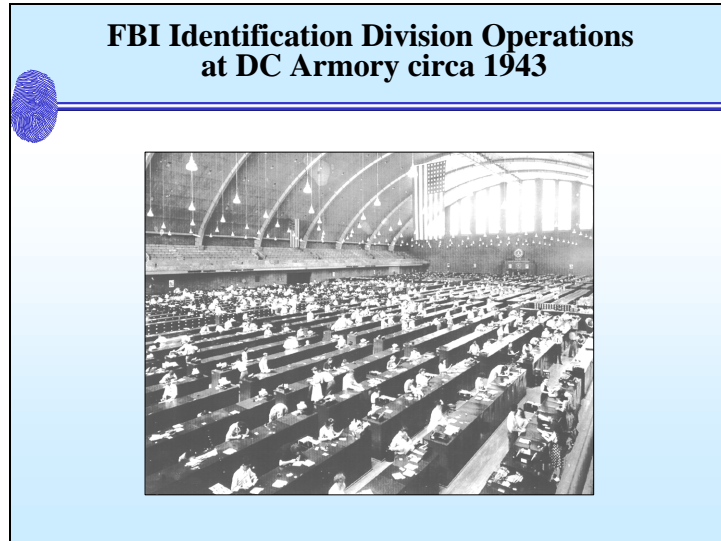 FBI Identification Division Operations
at DC Armory circa 1943